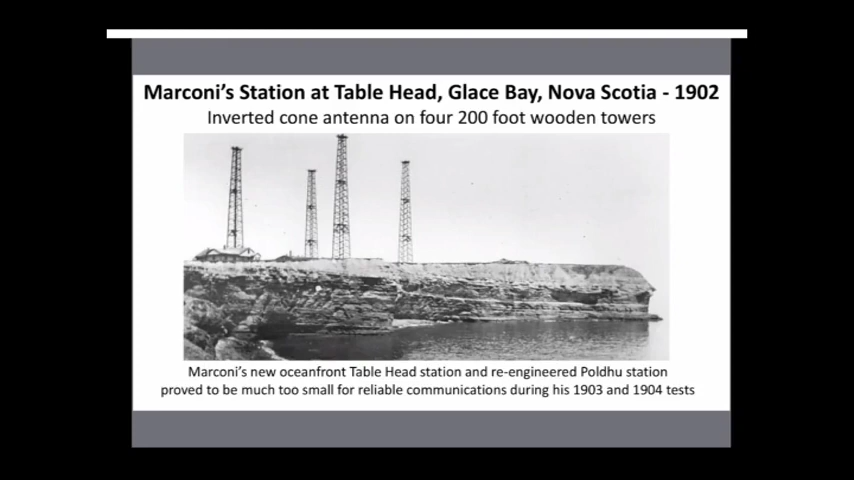 Marconi's Station at Table Head, Glace Bay, Nova Scotia - 1902
Inverted cone antenna on four 200 foot wooden towers
Marconi's new oceanfront Table Head station and re-engineered Poldhu station
proved to be much too small for reliable communications during his 1903 and 1904 tests